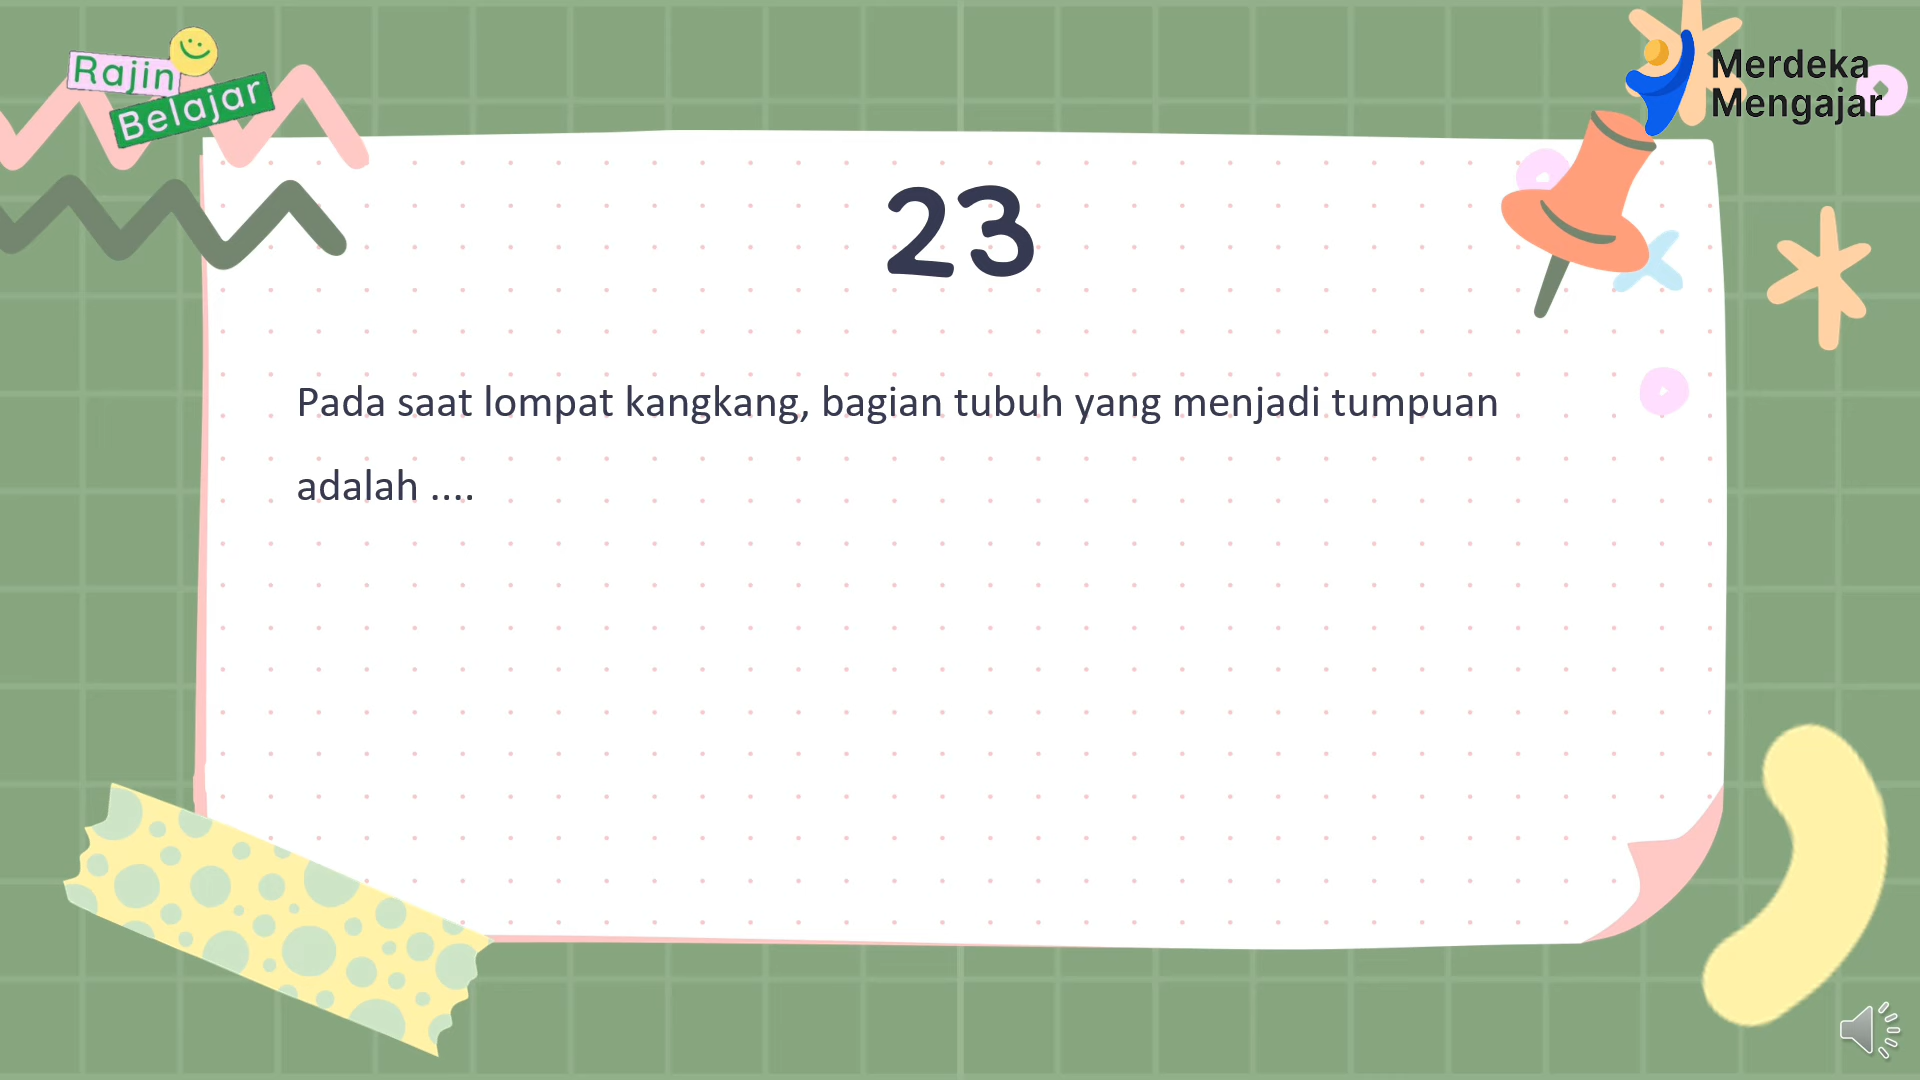 Rajin
Belajar
Merdeka
Mengajar
23
Pada saat lompat kangkang, bagian tubuh yang menjadi tumpuan
adalah ....